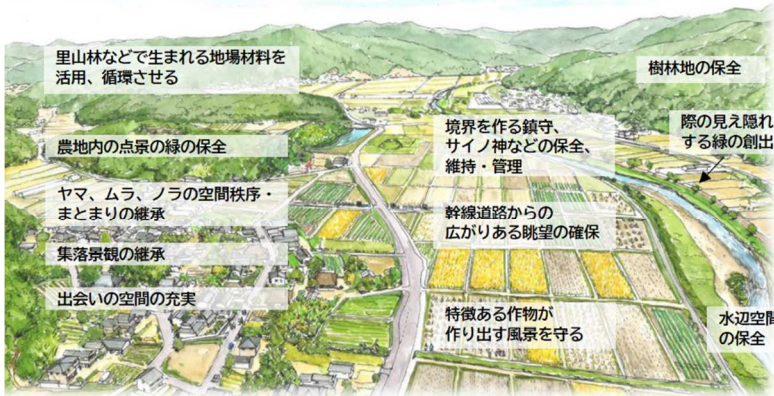 里山林などで生まれる地場材料を
活用、循環させる
農地内の点景の緑の保全
ヤマ、ムラ、ノラの空間秩序・
まとまりの継承
集落景観の継承
出会いの空間の充実
境界を作る鎮守、
サイノ神などの保全、
維持・管理
幹線道路からの
広がりある眺望の確保
特徴ある作物が
作り出す風景を守る
樹林地の保全
際の見え隠れ
する緑の創出
水辺空間
の保全